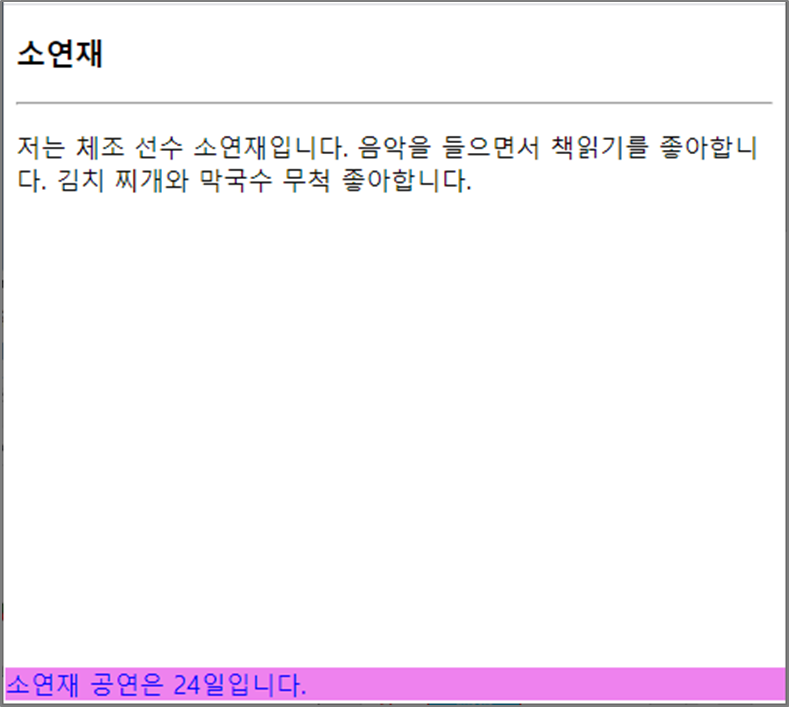 소연재
저는 체조 선수 소연재입니다. 음악을 들으면서 책읽기를 좋아합니
다. 김치 찌개와 막국수 무척 좋아합니다.
소연재 공연은 24일입니다.